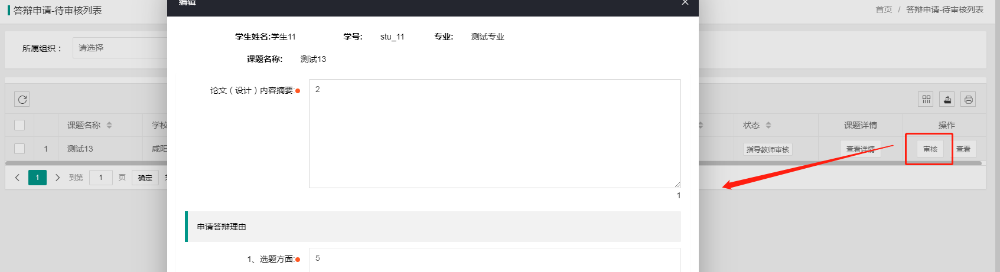 答辩申请-待审核列表
首页 / 答辩申请-待审核列表
编辑
所属组织：
请选择
学生姓名:学生11 学号: stu_11 专业: 测试专业
课题名称: 测试13
论文（设计）内容摘要:
2
1
申请答辩理由
1、选题方面:
5
课题名称 学校 状态 课题详情 操作
1 测试13 咸阳 指导教师审核 查看详情 审核 查看
1 到第 1 页 确定